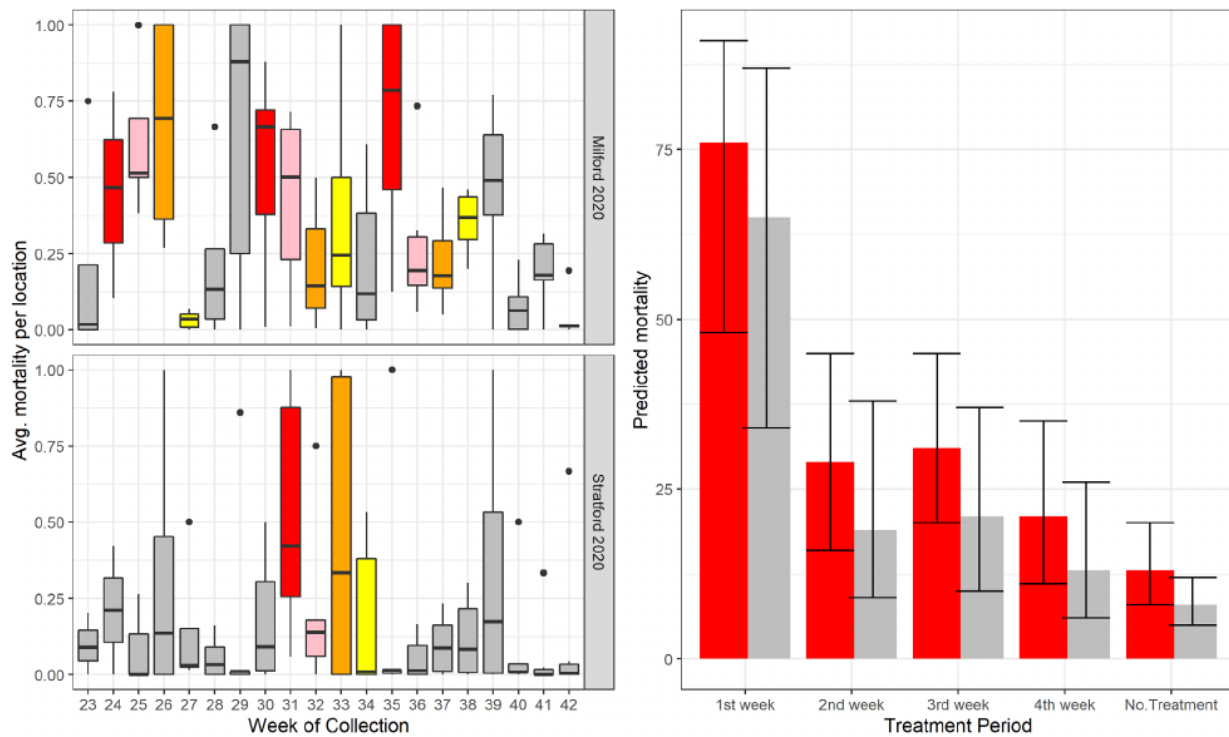 Avg. mortality per location
1.00
0.75
0.50
0.25
0.00
Milford 2020
1.00
0.75
0.50
0.25
0.00
Stratford 2020
23 24 25 26 27 28 29 30 31 32 33 34 35 36 37 38 39 40 41 42
Week of Collection
Predicted mortality
75
50
25
0
1st week 2nd week 3rd week 4th week No.Treatment
Treatment Period